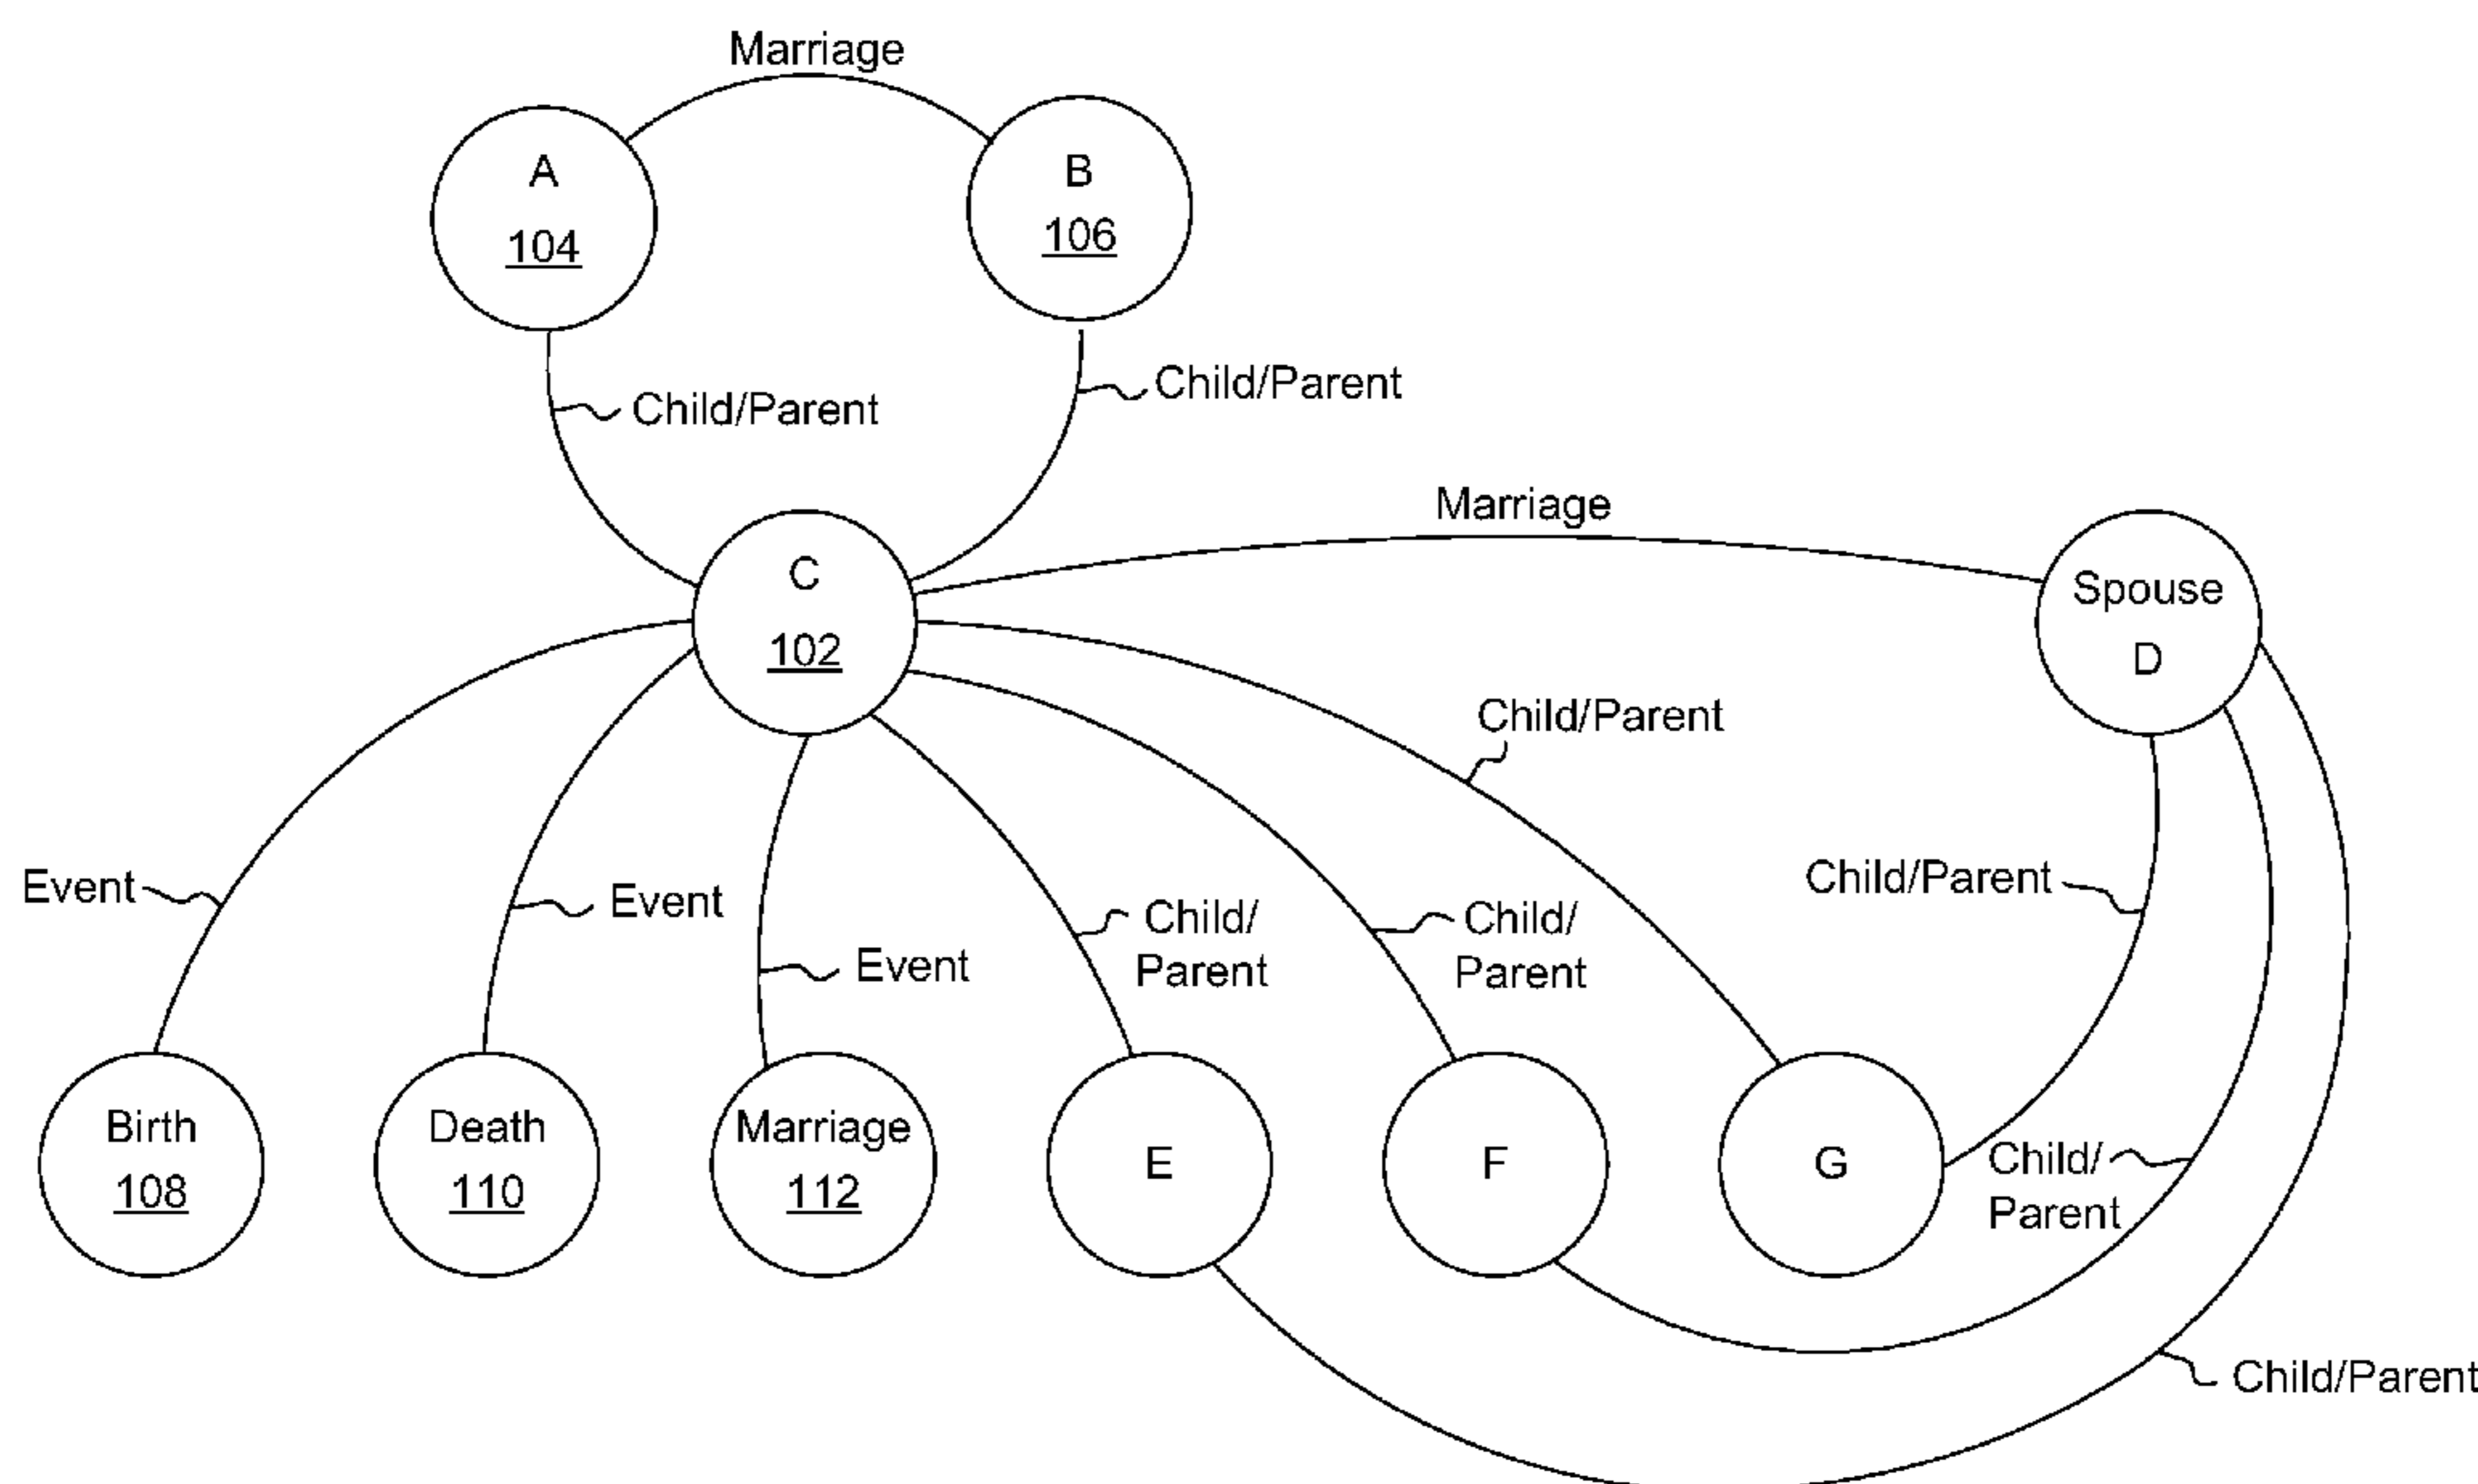 Marriage
A
104
B
106
Child/Parent
Child/Parent
Marriage
C
102
Spouse
D
Child/Parent
Event
Event
Event
Child/
Parent
Child/
Parent
Child/Parent
Birth
108
Death
110
Marriage
112
E
F
G
Child/
Parent
Child/Parent